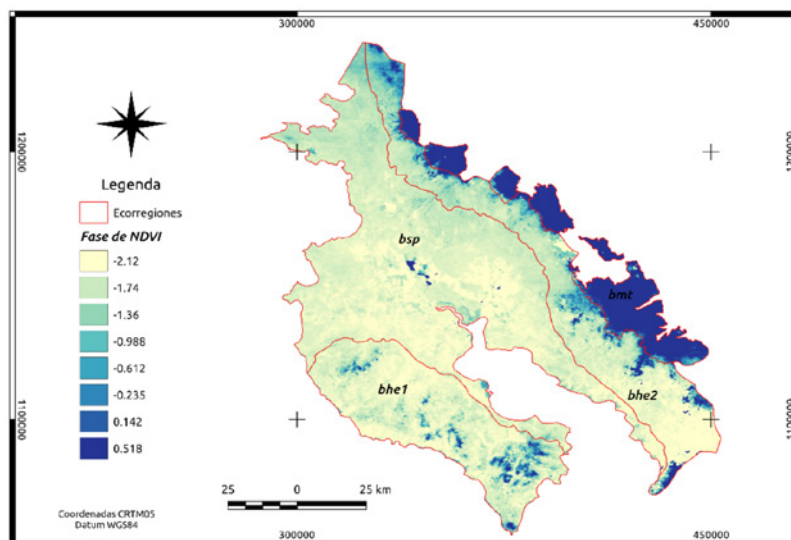 300000
450000
1200000
1200000
Legenda
Ecorregiones
Fase de NDVI
-2.12
-1.74
-1.36
-0.988
-0.612
-0.235
0.142
0.518
bsp
bmt
bhe1
bhe2
1100000
1100000
25
0
25 km
Coordenadas CRTM05
Datum WGS84
300000
450000